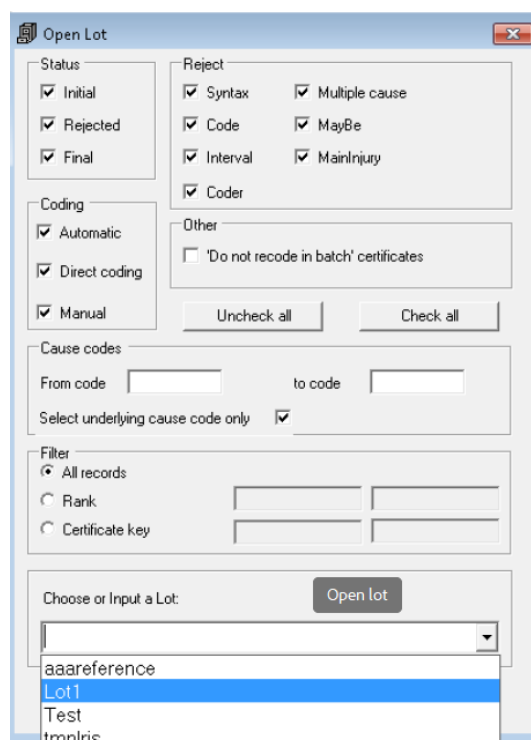 Open Lot
Status
Initial
Rejected
Final
Reject
Syntax
Multiple cause
Code
MayBe
Interval
MainInjury
Coder
Coding
Automatic
Direct coding
Manual
Other
'Do not recode in batch' certificates
Uncheck all
Check all
Cause codes
From code
to code
Select underlying cause code only
Filter
All records
Rank
Certificate key
Choose or Input a Lot:
Open lot
aaareference
Lot1
Test
tmpIris